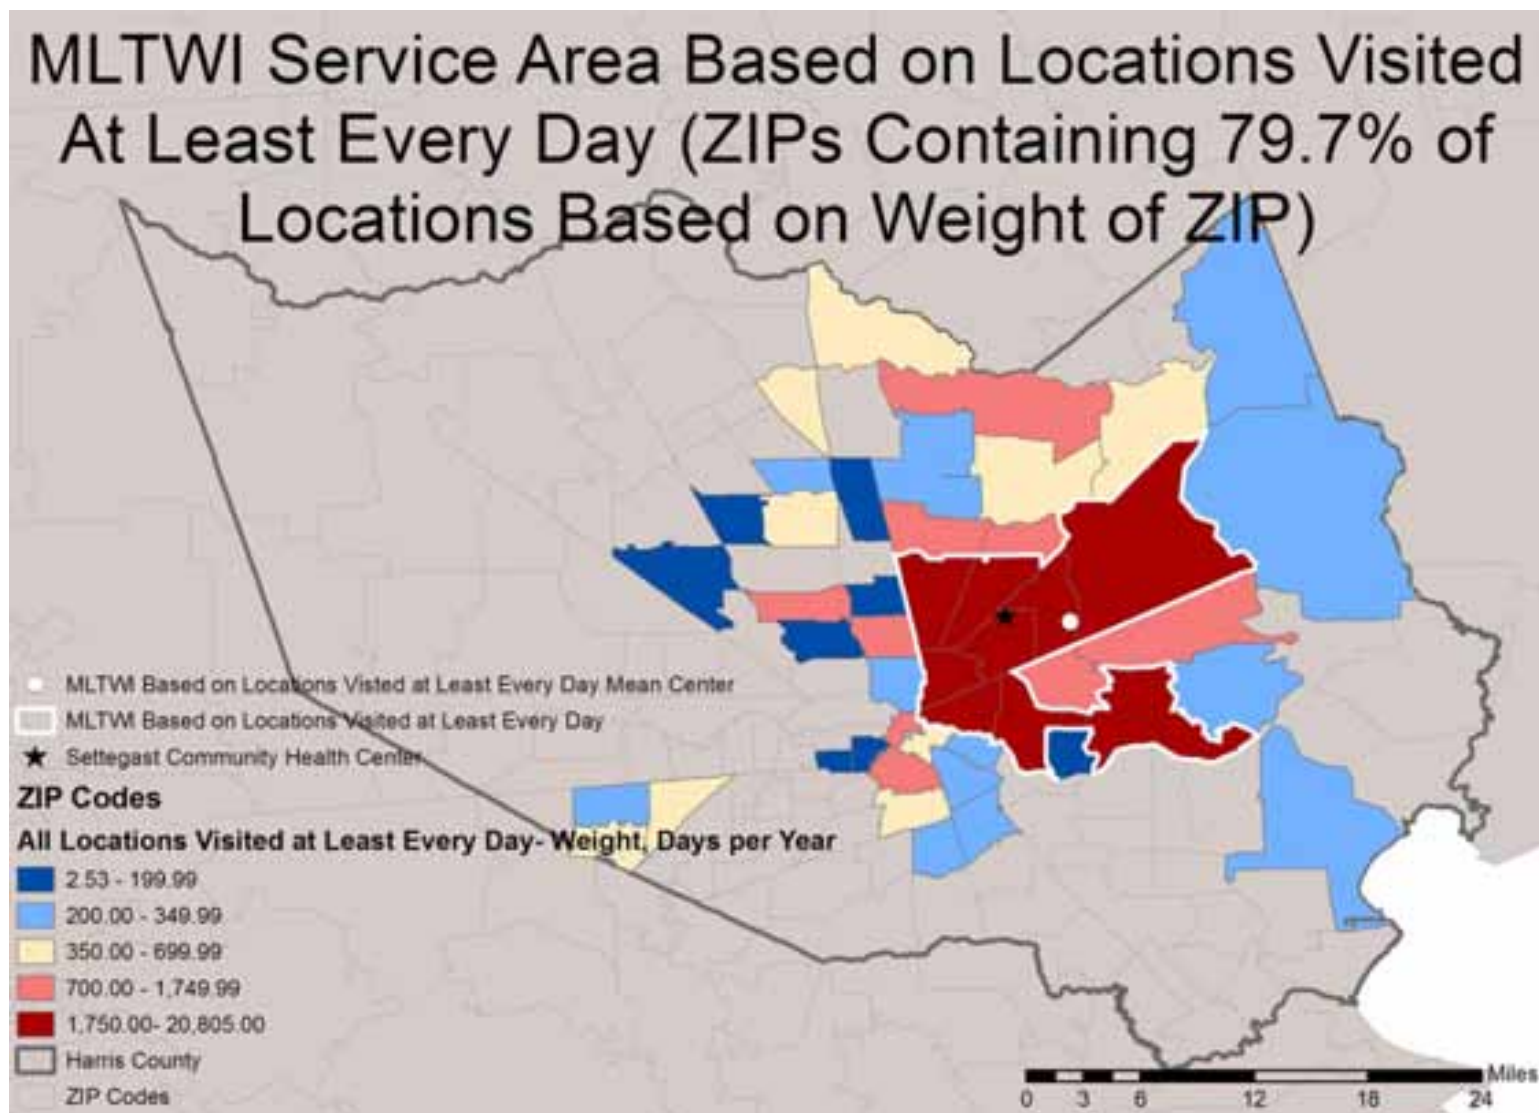 MLTWI Service Area Based on Locations Visited
At Least Every Day (ZIPs Containing 79.7% of
Locations Based on Weight of ZIP)
MLTWI Based on Locations Visted at Least Every Day Mean Center
MLTWI Based on Locations Visited at Least Every Day
Settegast Community Health Center
ZIP Codes
All Locations Visited at Least Every Day- Weight, Days per Year
2.53 - 199.99
200.00 - 349.99
350.00 - 699.99
700.00 - 1,749.99
1,750.00- 20,805.00
Harris County
ZIP Codes
Miles
0 3 6 12 18 24